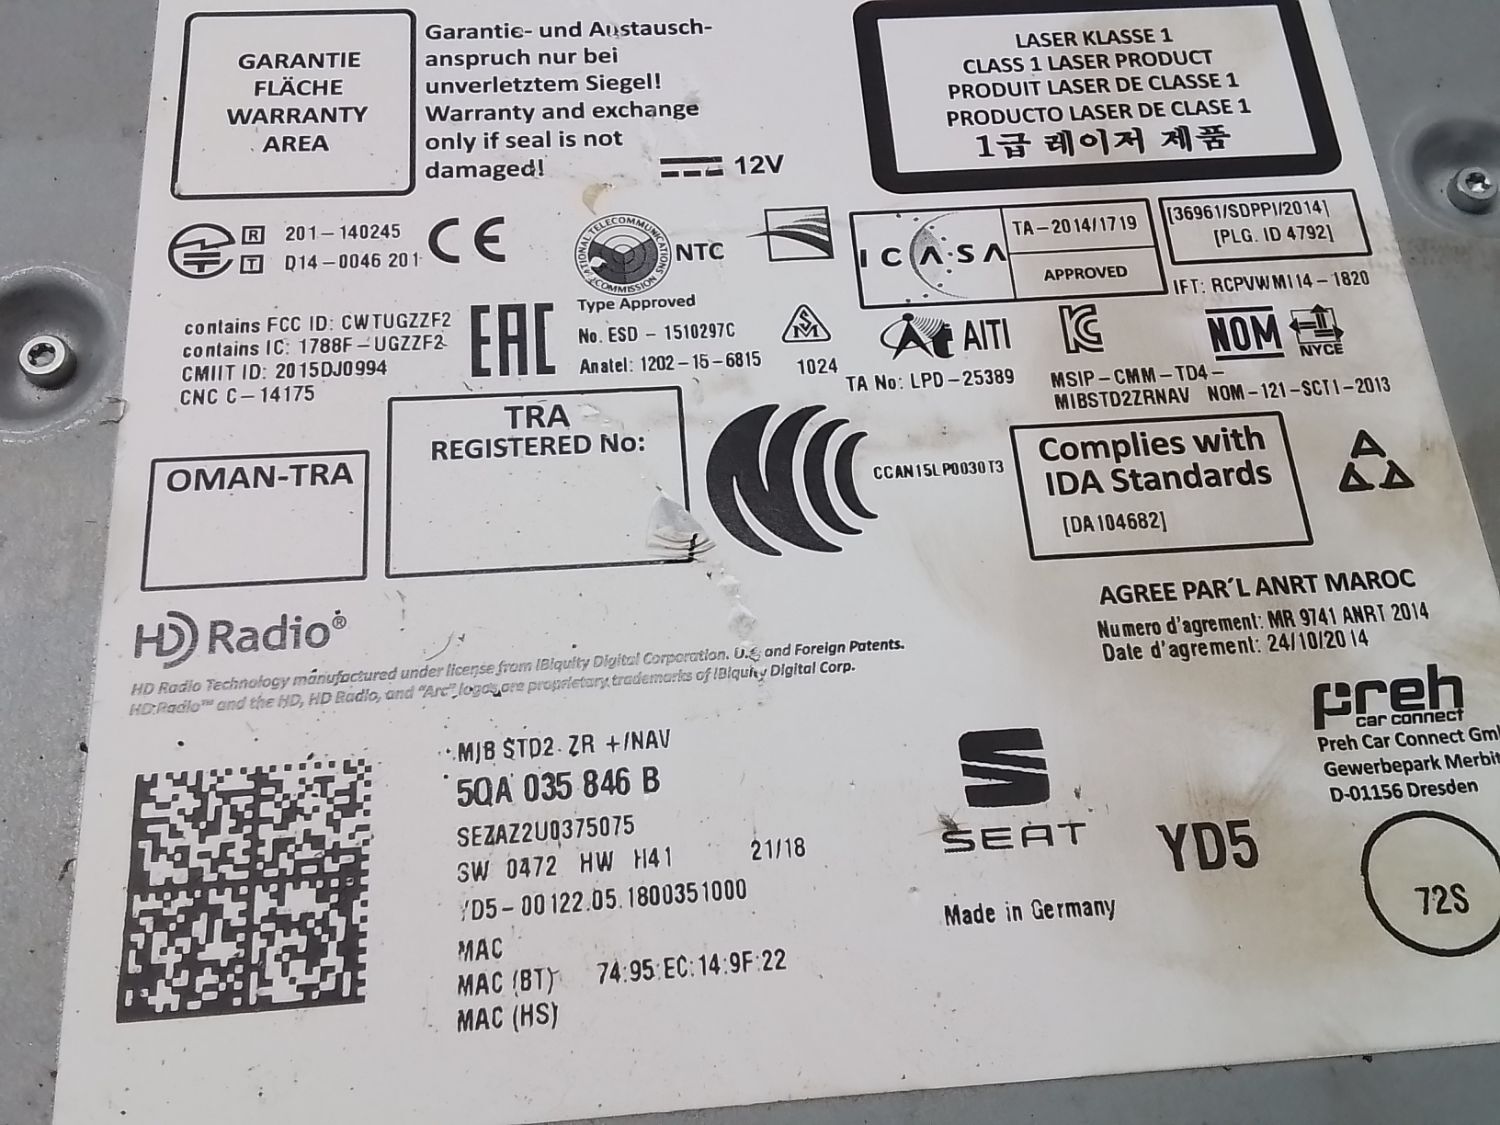 GARANTIE
FLÄCHE
WARRANTY
AREA
Garantie- und Austausch-
anspruch nur bei
unverletztem Siegel!
Warranty and exchange
only if seal is not
damaged!
12V
LASER KLASSE 1
CLASS 1 LASER PRODUCT
PRODUIT LASER DE CLASSE 1
PRODUCTO LASER DE CLASE 1
1급 레이저 제품
R 201-140245
T D14-0046 201
CE
NATIONAL TELECOMMUNICATIONS COMMISSION
NTC
Type Approved
No. ESD - 1510297C
Anatel: 1202-15-6815
ICASA
TA-2014/1719
APPROVED
[36961/SDPPI/2014]
[PLG. ID 4792]
IFT: RCPVWMI14-1820
contains FCC ID: CWTUGZZF2
contains IC: 1788F-UGZZF2
CMIIT ID: 2015DJ0994
CNC C-14175
EAC
1024
AITI
TA No: LPD-25389
MSIP-CMM-TD4-
MIBSTD2ZRNAV
NOM
NYCE
NOM-121-SCT1-2013
OMAN-TRA
TRA
REGISTERED No:
CCAN15LP0030T3
Complies with
IDA Standards
[DA104682]
AGREE PAR´L ANRT MAROC
Numero d'agrement: MR 9741 ANRT 2014
Date d'agrement: 24/10/2014
HD Radio®
HD Radio Technology manufactured under license from iBiquity Digital Corporation. U.S. and Foreign Patents.
HD Radio™ and the HD, HD Radio, and "Arc" logos are proprietary trademarks of iBiquity Digital Corp.
preh
car connect
Preh Car Connect Gm
Gewerbepark Merbit
D-01156 Dresden
MIB STD2 ZR +/NAV
5QA 035 846 B
SEZAZ2U0375075
SW 0472 HW H41 21/18
YD5-00122.05.1800351000
MAC
MAC (BT) 74:95:EC:14:9F:22
MAC (HS)
SEAT
Made in Germany
YD5
72S